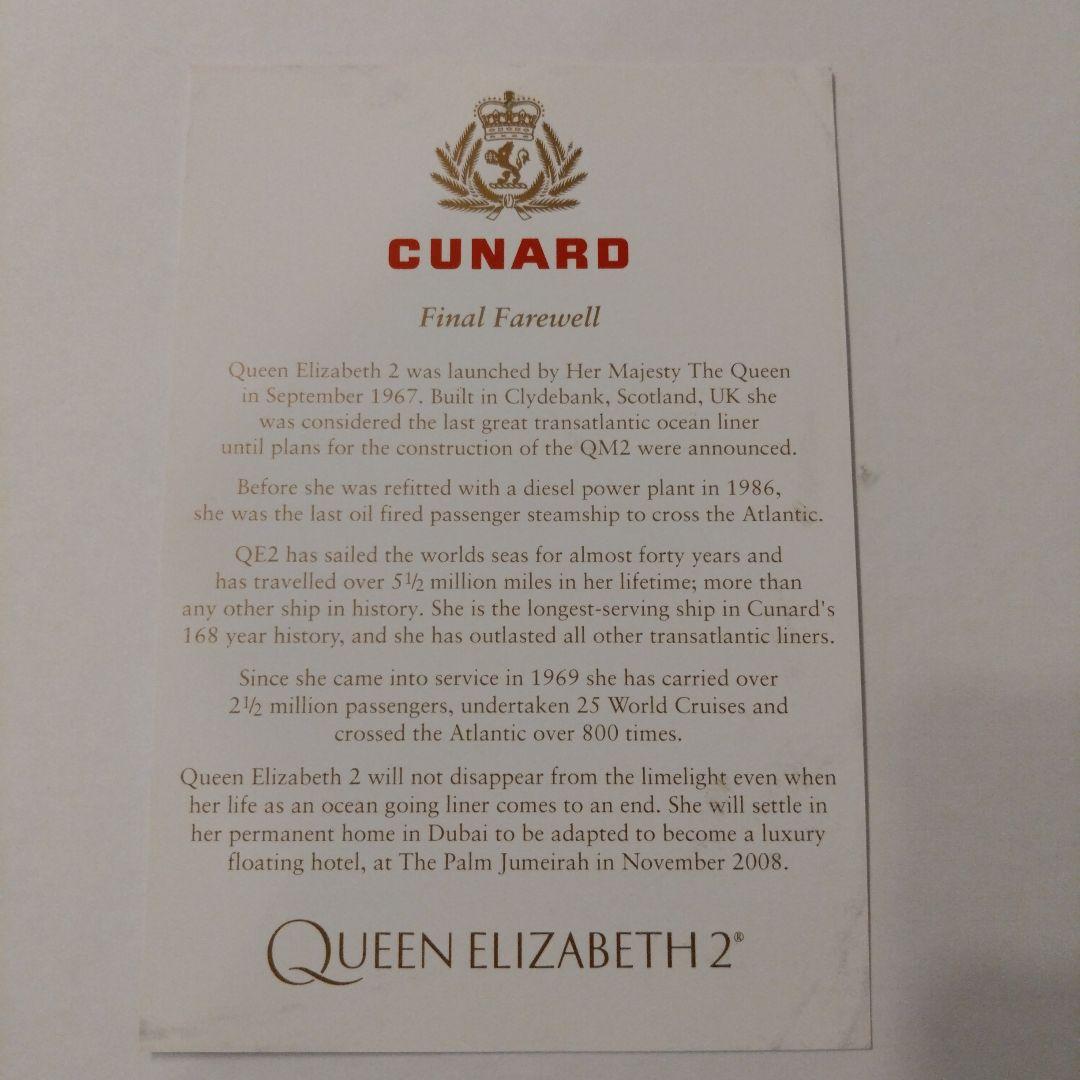 CUNARD
Final Farewell
Queen Elizabeth 2 was launched by Her Majesty The Queen
in September 1967. Built in Clydebank, Scotland, UK she
was considered the last great transatlantic ocean liner
until plans for the construction of the QM2 were announced.
Before she was refitted with a diesel power plant in 1986,
she was the last oil fired passenger steamship to cross the Atlantic.
QE2 has sailed the worlds seas for almost forty years and
has travelled over 5 1/2 million miles in her lifetime; more than
any other ship in history. She is the longest-serving ship in Cunard's
168 year history, and she has outlasted all other transatlantic liners.
Since she came into service in 1969 she has carried over
2 1/2 million passengers, undertaken 25 World Cruises and
crossed the Atlantic over 800 times.
Queen Elizabeth 2 will not disappear from the limelight even when
her life as an ocean going liner comes to an end. She will settle in
her permanent home in Dubai to be adapted to become a luxury
floating hotel, at The Palm Jumeirah in November 2008.
QUEEN ELIZABETH 2®